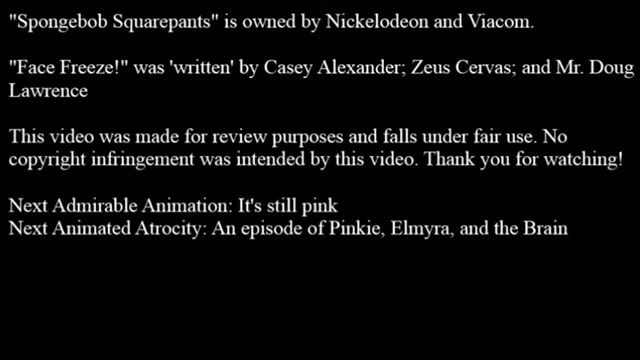 "Spongebob Squarepants" is owned by Nickelodeon and Viacom.
"Face Freeze!" was 'written' by Casey Alexander; Zeus Cervas; and Mr. Doug
Lawrence
This video was made for review purposes and falls under fair use. No
copyright infringement was intended by this video. Thank you for watching!
Next Admirable Animation: It's still pink
Next Animated Atrocity: An episode of Pinkie, Elmyra, and the Brain